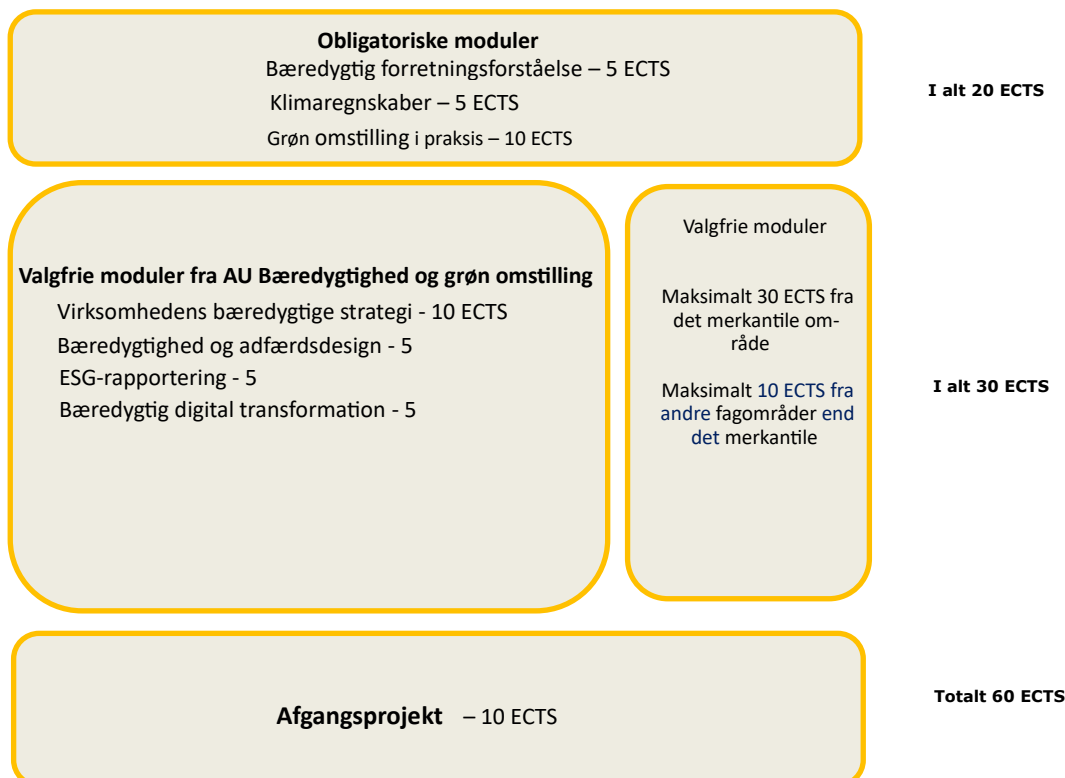 Obligatoriske moduler
Bæredygtig forretningsforståelse – 5 ECTS
Klimaregnskaber – 5 ECTS
Grøn omstilling i praksis – 10 ECTS
I alt 20 ECTS
Valgfrie moduler fra AU Bæredygtighed og grøn omstilling
Virksomhedens bæredygtige strategi - 10 ECTS
Bæredygtighed og adfærdsdesign - 5
ESG-rapportering - 5
Bæredygtig digital transformation - 5
Valgfrie moduler
Maksimalt 30 ECTS fra
det merkantile om-
råde
Maksimalt 10 ECTS fra
andre fagområder end
det merkantile
I alt 30 ECTS
Afgangsprojekt – 10 ECTS
Totalt 60 ECTS